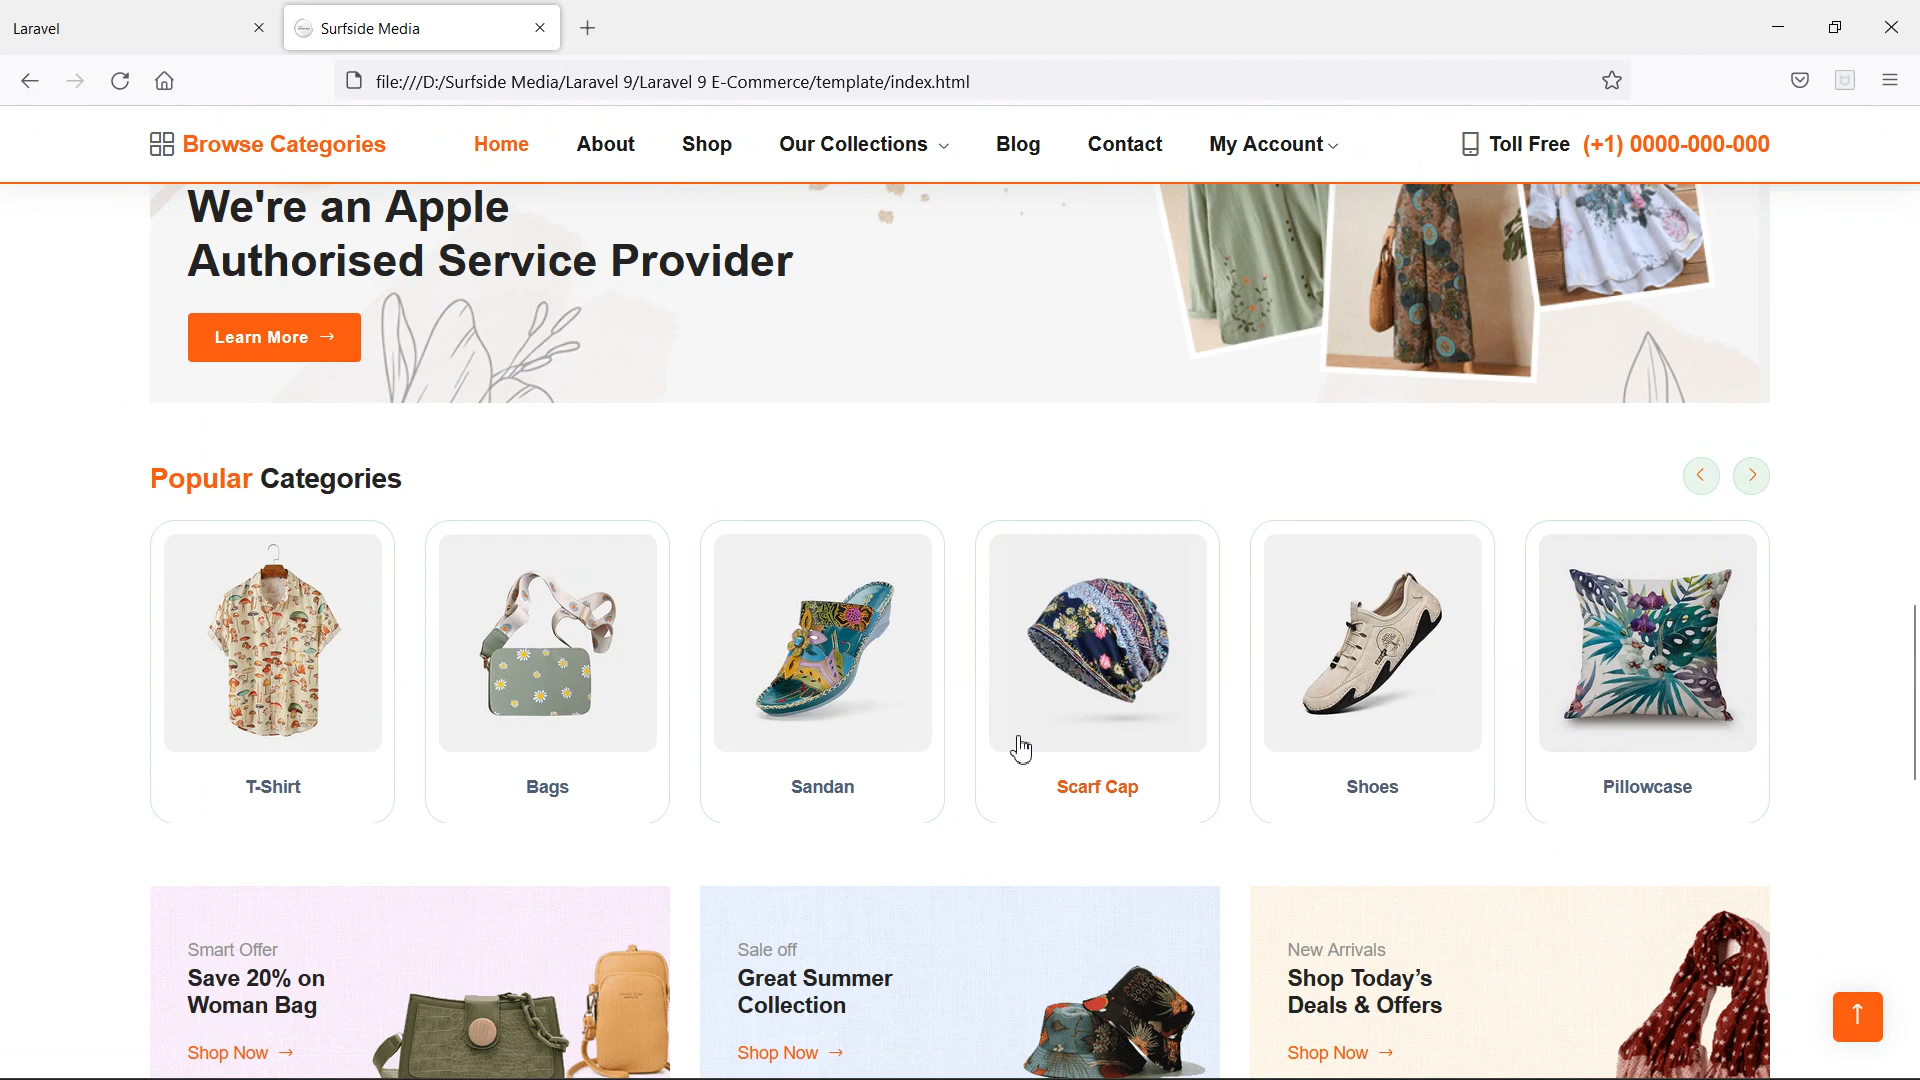 Laravel
Surfside Media
file:///D:/Surfside Media/Laravel 9/Laravel 9 E-Commerce/template/index.html
Browse Categories
Home
About
Shop
Our Collections
Blog
Contact
My Account
Toll Free (+1) 0000-000-000
We're an Apple
Authorised Service Provider
Learn More →
Popular Categories
T-Shirt
Bags
Sandan
Scarf Cap
Shoes
Pillowcase
Smart Offer
Save 20% on
Woman Bag
Shop Now →
Sale off
Great Summer
Collection
Shop Now →
New Arrivals
Shop Today’s
Deals & Offers
Shop Now →